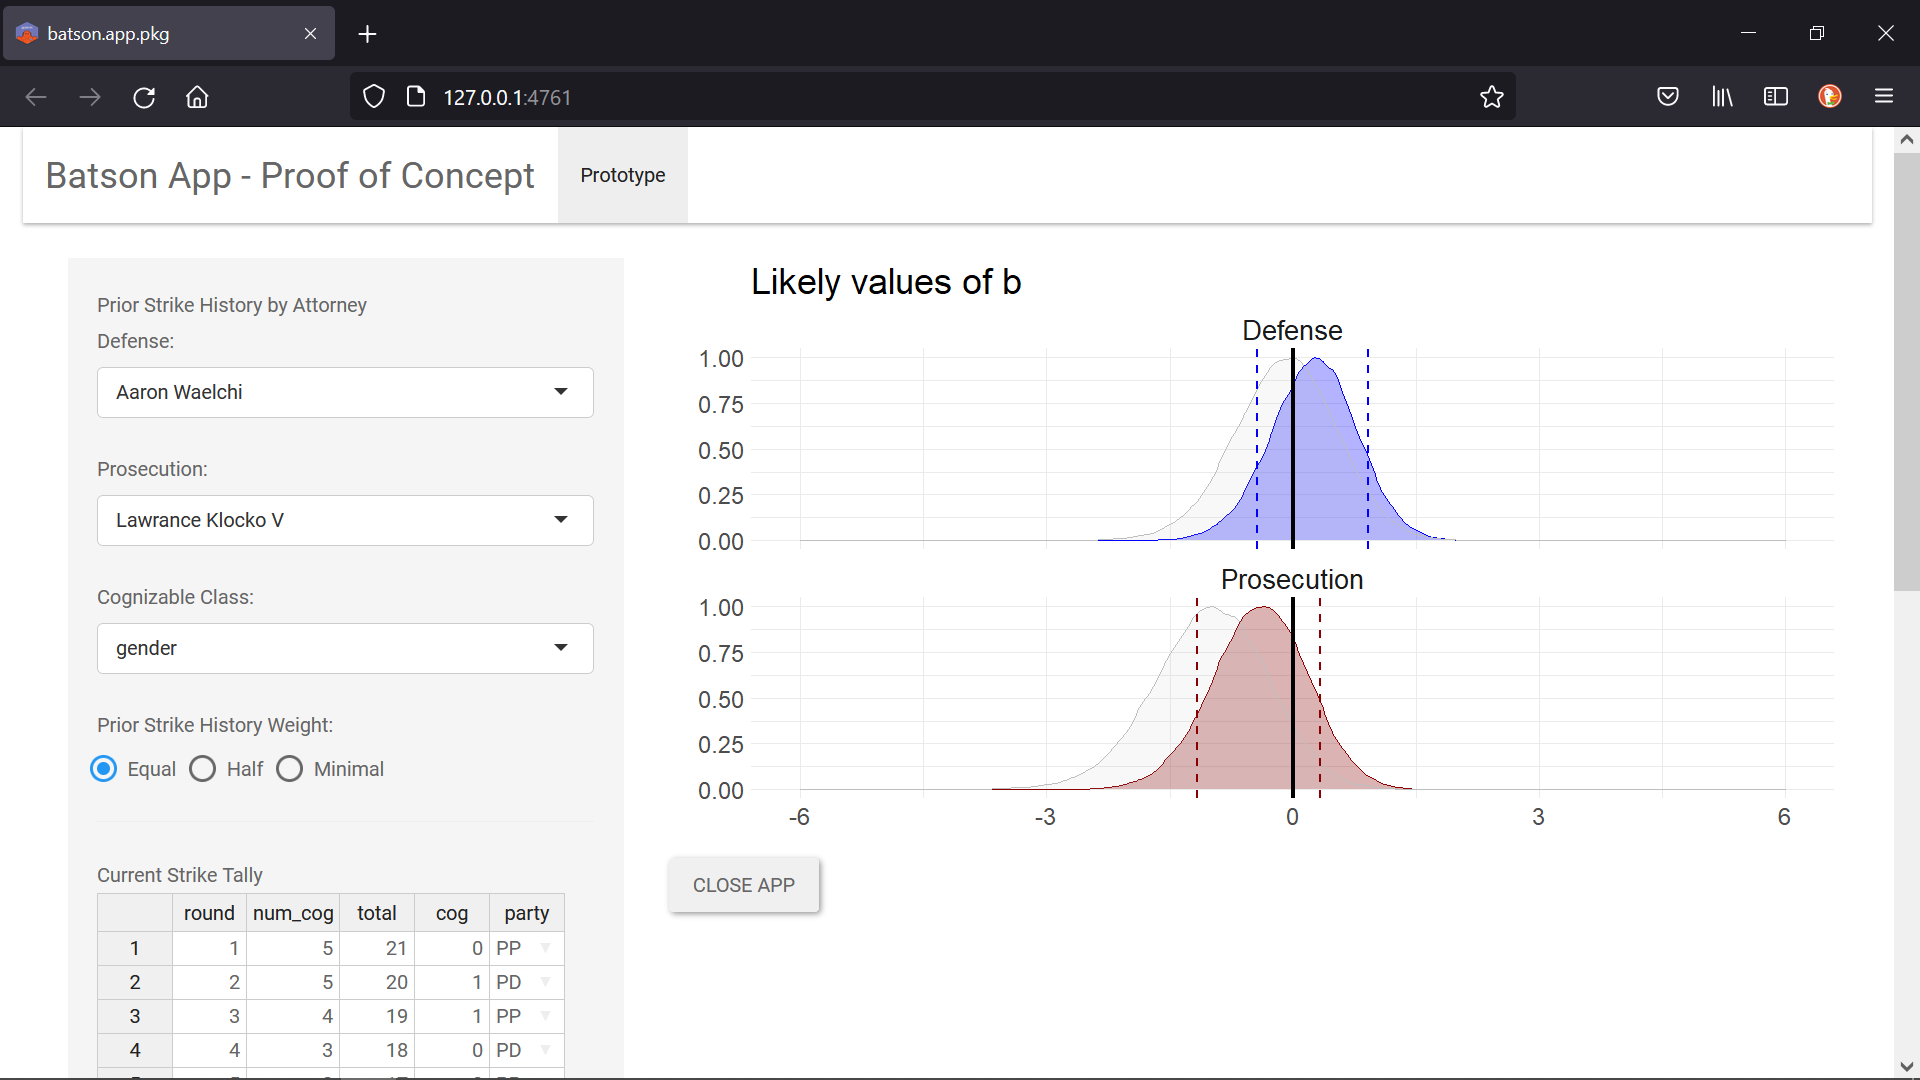 batson.app.pkg
127.0.0.1:4761
Batson App - Proof of Concept
Prototype
Prior Strike History by Attorney
Defense:
Aaron Waelchi
Prosecution:
Lawrance Klocko V
Cognizable Class:
gender
Prior Strike History Weight:
Equal Half Minimal
Current Strike Tally
round num_cog total cog party
1 1 5 21 0 PP
2 2 5 20 1 PD
3 3 4 19 1 PP
4 4 3 18 0 PD
Likely values of b
Defense
1.00
0.75
0.50
0.25
0.00
Prosecution
1.00
0.75
0.50
0.25
0.00
-6 -3 0 3 6
CLOSE APP